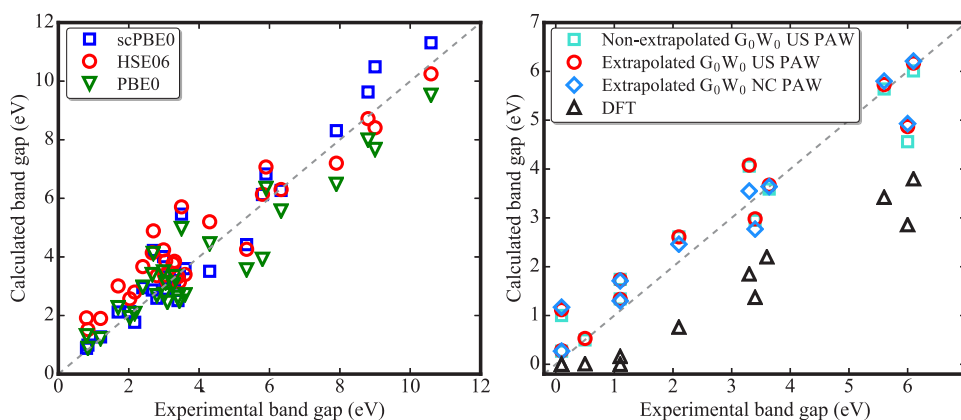 12
10
8
6
4
2
0
0
2
4
6
8
10
12
Calculated band gap (eV)
Experimental band gap (eV)
scPBE0
HSE06
PBE0
7
6
5
4
3
2
1
0
0
1
2
3
4
5
6
7
Calculated band gap (eV)
Experimental band gap (eV)
Non-extrapolated G₀W₀ US PAW
Extrapolated G₀W₀ US PAW
Extrapolated G₀W₀ NC PAW
DFT